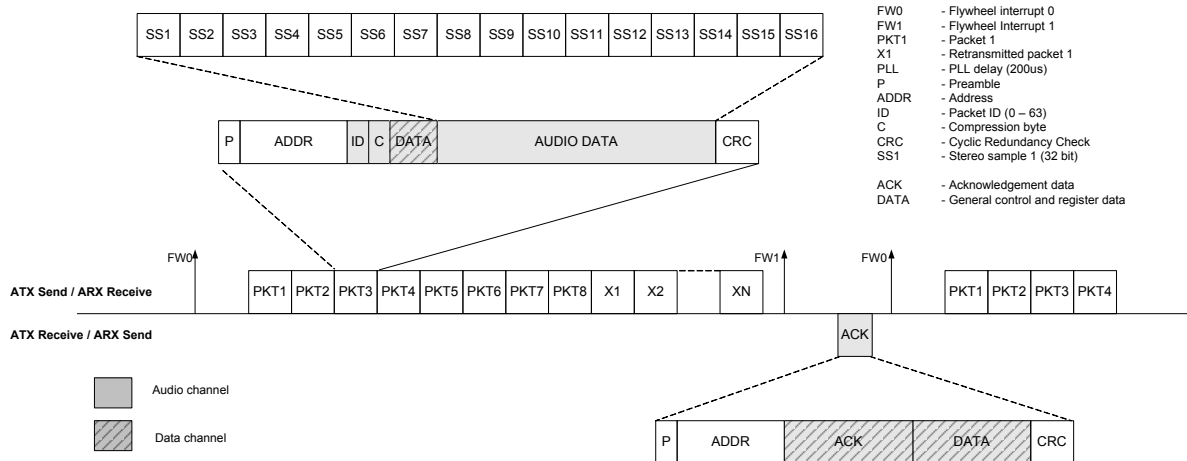 SS1 SS2 SS3 SS4 SS5 SS6 SS7 SS8 SS9 SS10 SS11 SS12 SS13 SS14 SS15 SS16
FW0 - Flywheel interrupt 0
FW1 - Flywheel Interrupt 1
PKT1 - Packet 1
X1 - Retransmitted packet 1
PLL - PLL delay (200us)
P - Preamble
ADDR - Address
ID - Packet ID (0 – 63)
C - Compression byte
CRC - Cyclic Redundancy Check
SS1 - Stereo sample 1 (32 bit)
ACK - Acknowledgement data
DATA - General control and register data
P ADDR ID C DATA AUDIO DATA CRC
FW0 FW1 FW0
ATX Send / ARX Receive
PKT1 PKT2 PKT3 PKT4 PKT5 PKT6 PKT7 PKT8 X1 X2 XN PKT1 PKT2 PKT3 PKT4
ATX Receive / ARX Send
ACK
Audio channel
Data channel
P ADDR ACK DATA CRC